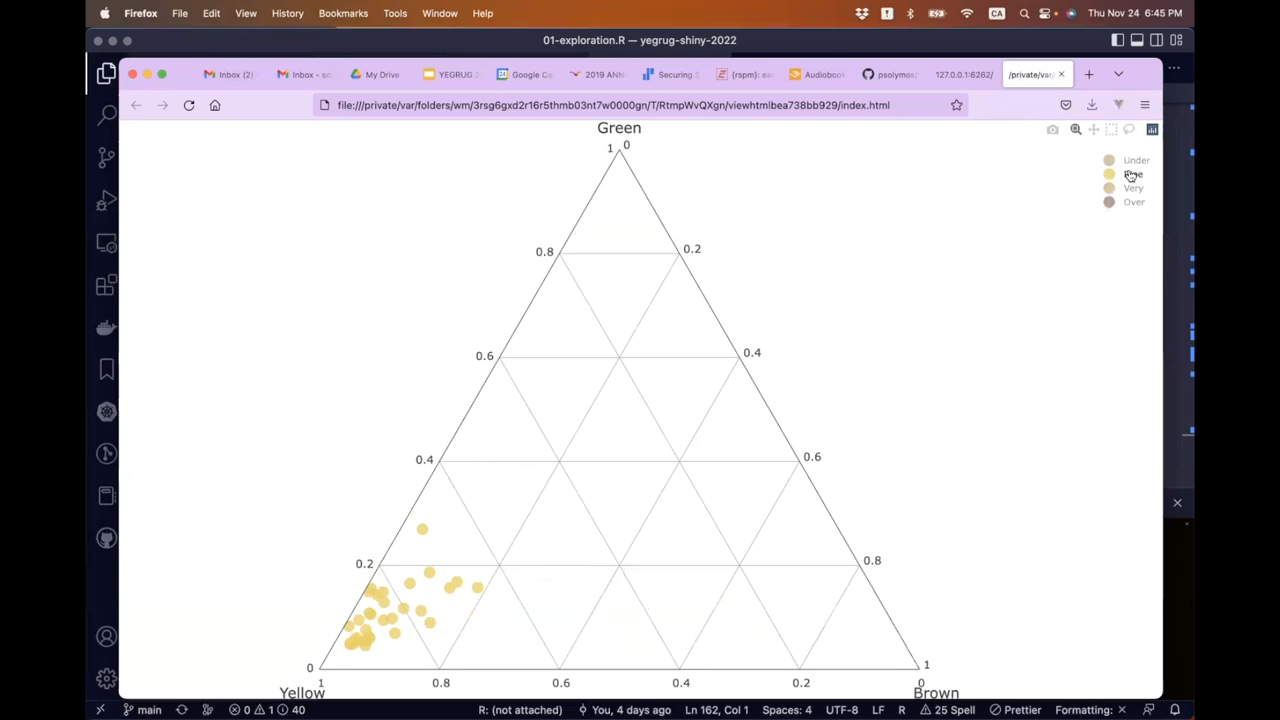 Firefox File Edit View History Bookmarks Tools Window Help CA Thu Nov 24 6:45 PM
01-exploration.R — yegrug-shiny-2022
Inbox (2) Inbox – so My Drive YEGRUG 2 Google Ca 2019 ANN Securing S [rspm]: ea Audiobook psolymos/ 127.0.0.1:6262/ /private/var/
file:///private/var/folders/wm/3rsg6gxd2r16r5thmb03nt7w0000gn/T/RtmpWvQXgn/viewhtmlbea738bb929/index.html
Green
1 0
Under
Very
Over
0.8 0.2
0.6 0.4
0.4 0.6
0.2 0.8
0 1
1 0.8 0.6 0.4 0.2 0
Yellow Brown
main 0 1 40 R: (not attached) You, 4 days ago Ln 162, Col 1 Spaces: 4 UTF-8 LF R 25 Spell Prettier Formatting: ×